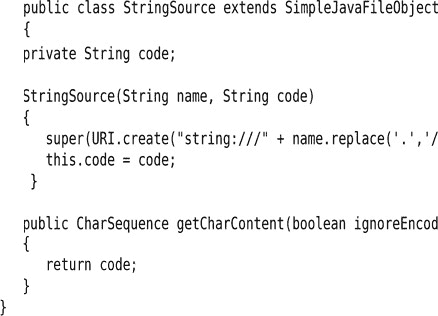 public class StringSource extends SimpleJavaFileObject
{
private String code;
StringSource(String name, String code)
{
super(URI.create("string:///" + name.replace('.','/
this.code = code;
}
public CharSequence getCharContent(boolean ignoreEncod
{
return code;
}
}